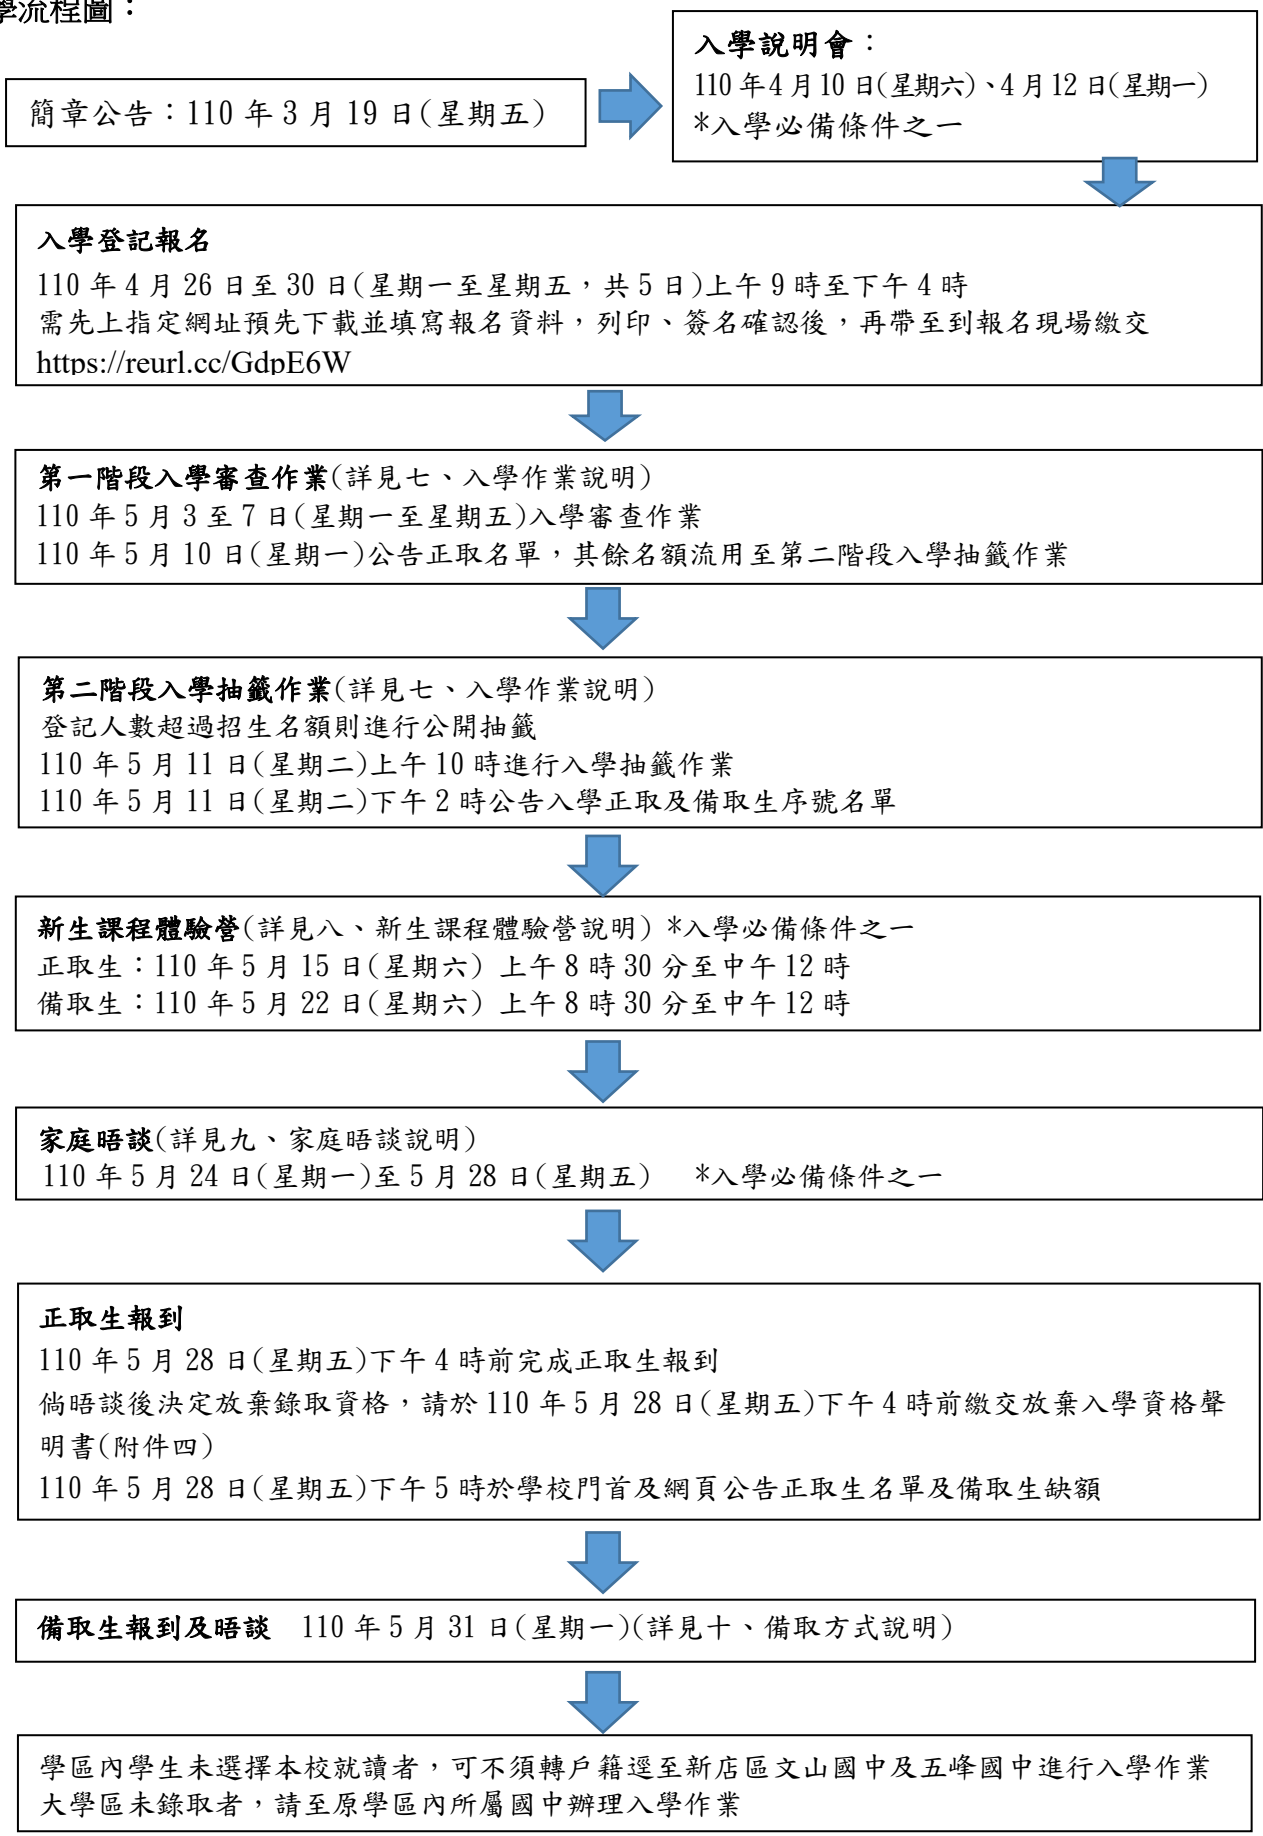 學流程圖：
簡章公告：110 年 3 月 19 日(星期五)
入學說明會：
110 年 4 月 10 日(星期六)、4 月 12 日(星期一)
*入學必備條件之一
入學登記報名
110 年 4 月 26 日至 30 日(星期一至星期五，共 5 日)上午 9 時至下午 4 時
需先上指定網址預先下載並填寫報名資料，列印、簽名確認後，再帶至到報名現場繳交
https://reurl.cc/GdpE6W
第一階段入學審查作業(詳見七、入學作業說明)
110 年 5 月 3 至 7 日(星期一至星期五)入學審查作業
110 年 5 月 10 日(星期一)公告正取名單，其餘名額流用至第二階段入學抽籤作業
第二階段入學抽籤作業(詳見七、入學作業說明)
登記人數超過招生名額則進行公開抽籤
110 年 5 月 11 日(星期二)上午 10 時進行入學抽籤作業
110 年 5 月 11 日(星期二)下午 2 時公告入學正取及備取生序號名單
新生課程體驗營(詳見八、新生課程體驗營說明) *入學必備條件之一
正取生：110 年 5 月 15 日(星期六) 上午 8 時 30 分至中午 12 時
備取生：110 年 5 月 22 日(星期六) 上午 8 時 30 分至中午 12 時
家庭晤談(詳見九、家庭晤談說明)
110 年 5 月 24 日(星期一)至 5 月 28 日(星期五) *入學必備條件之一
正取生報到
110 年 5 月 28 日(星期五)下午 4 時前完成正取生報到
倘晤談後決定放棄錄取資格，請於 110 年 5 月 28 日(星期五)下午 4 時前繳交放棄入學資格聲
明書(附件四)
110 年 5 月 28 日(星期五)下午 5 時於學校門首及網頁公告正取生名單及備取生缺額
備取生報到及晤談 110 年 5 月 31 日(星期一)(詳見十、備取方式說明)
學區內學生未選擇本校就讀者，可不須轉戶籍逕至新店區文山國中及五峰國中進行入學作業
大學區未錄取者，請至原學區內所屬國中辦理入學作業